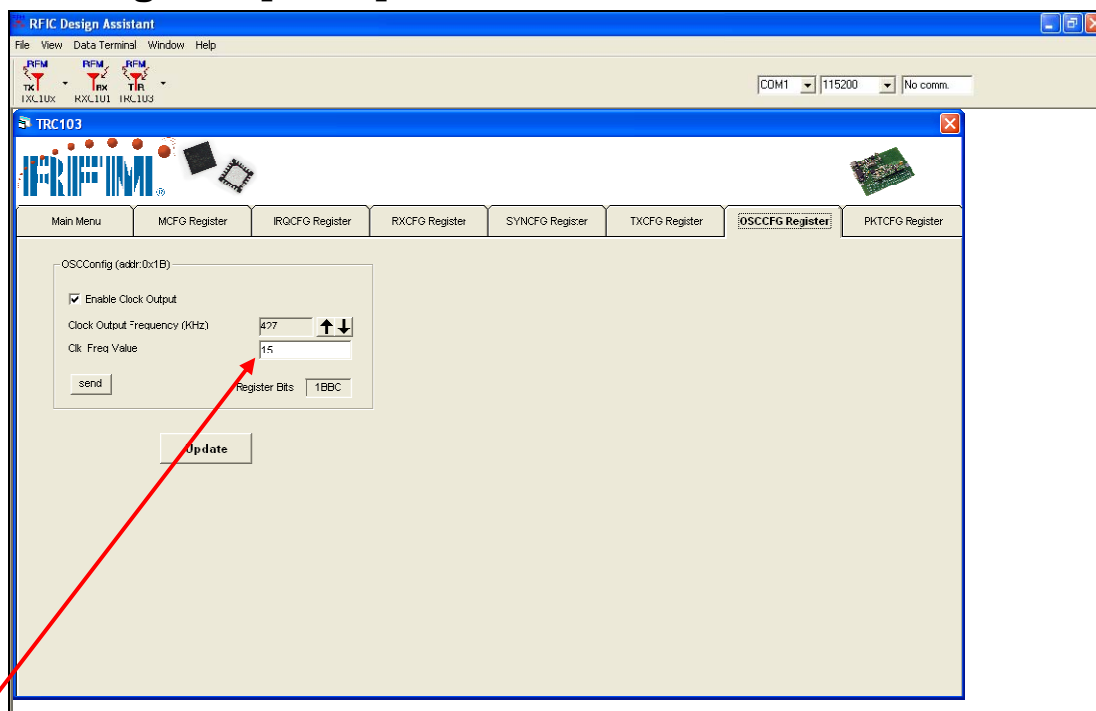 RFIC Design Assistant
File View Data Terminal Window Help
RFM RFM RFM
TX RX TR
TXC10x RXC101 TRC103
COM1 115200 No comm.
TRC103
RFM ®
Main Menu MCFG Register IRQCFG Register RXCFG Register SYNCFG Register TXCFG Register OSCCFG Register PKTCFG Register
OSCConfig (addr:0x1B)
Enable Clock Output
Clock Output Frequency (KHz) 427
Clk Freq Value 15
send Register Bits 1BBC
Update